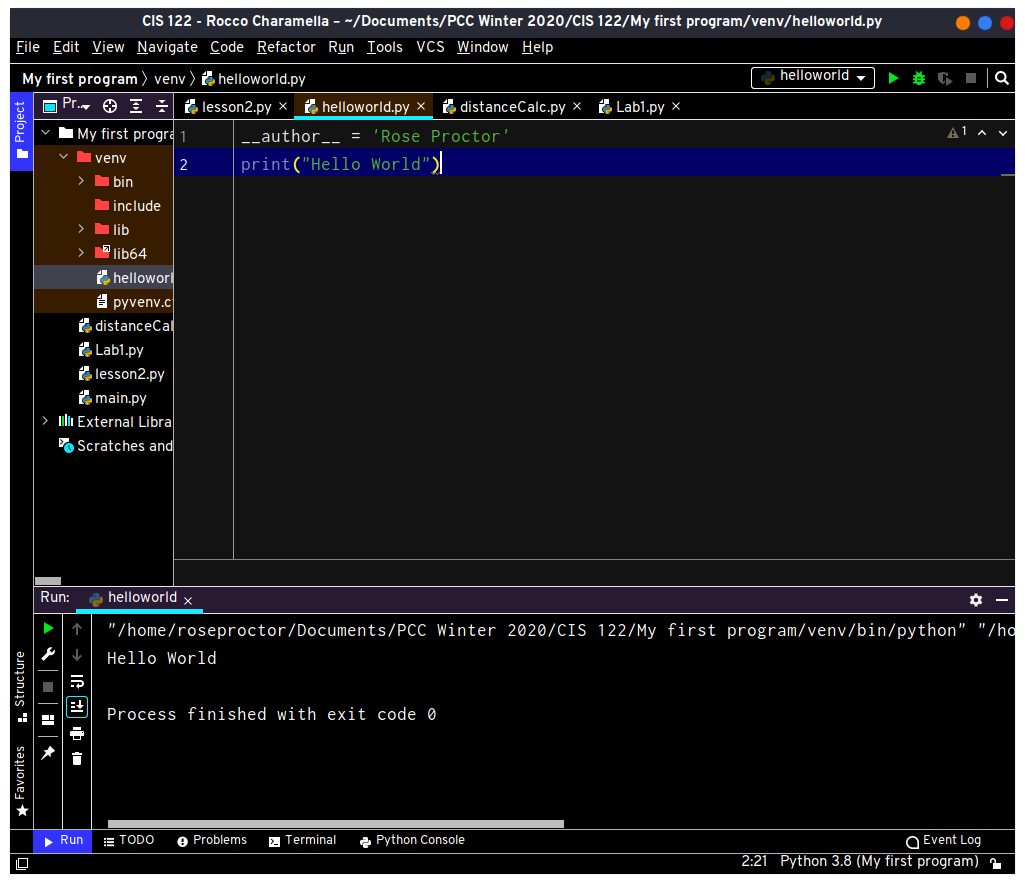 CIS 122 - Rocco Charamella – ~/Documents/PCC Winter 2020/CIS 122/My first program/venv/helloworld.py
File Edit View Navigate Code Refactor Run Tools VCS Window Help
My first program venv helloworld.py helloworld
Project
Pr... lesson2.py helloworld.py distanceCalc.py Lab1.py
My first progra
venv
bin
include
lib
lib64
hellowor
pyvenv.c
distanceCal
Lab1.py
lesson2.py
main.py
External Libra
Scratches and
1 __author__ = 'Rose Proctor' 1
2 print("Hello World")
Run: helloworld
"/home/roseproctor/Documents/PCC Winter 2020/CIS 122/My first program/venv/bin/python" "/ho
Hello World
Process finished with exit code 0
Structure
Favorites
Run TODO Problems Terminal Python Console Event Log
2:21 Python 3.8 (My first program)